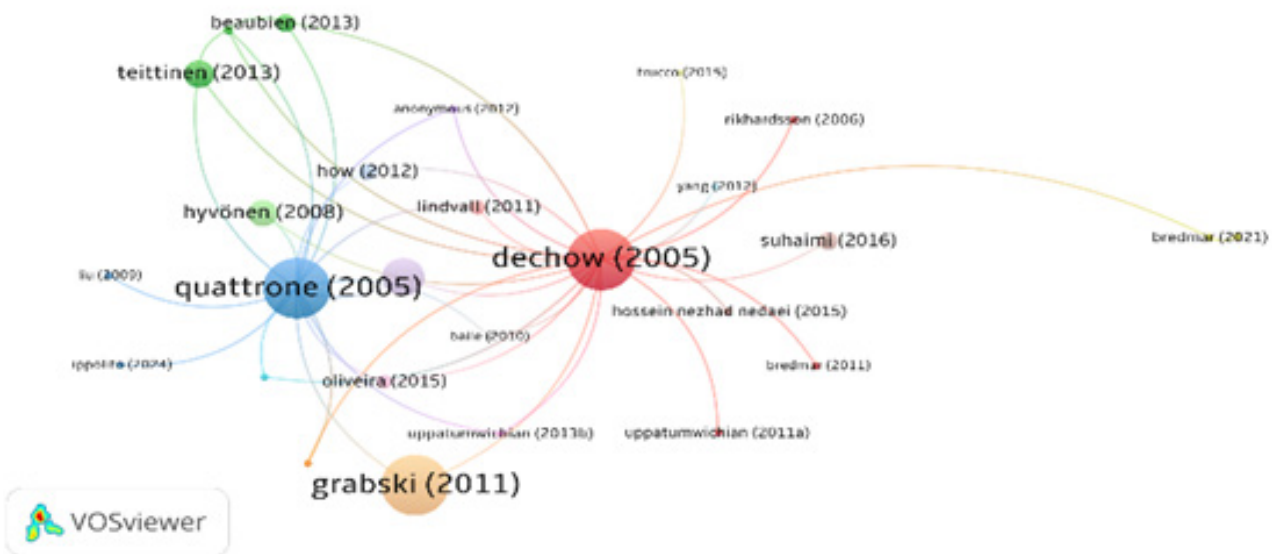 beaubien (2013)
teittinen (2013)
trucco (2015)
anonymous (2012)
rikhardsson (2006)
how (2012)
yang (2012)
hyvönen (2008)
lindvall (2011)
suhaimi (2016)
bredmar (2021)
dechow (2005)
liu (2009)
quattrone (2005)
hossein nezhad nedaei (2015)
ippolito (2024)
bredmar (2011)
oliveira (2015)
uppatumwichian (2013b)
uppatumwichian (2011a)
grabski (2011)
VOSviewer